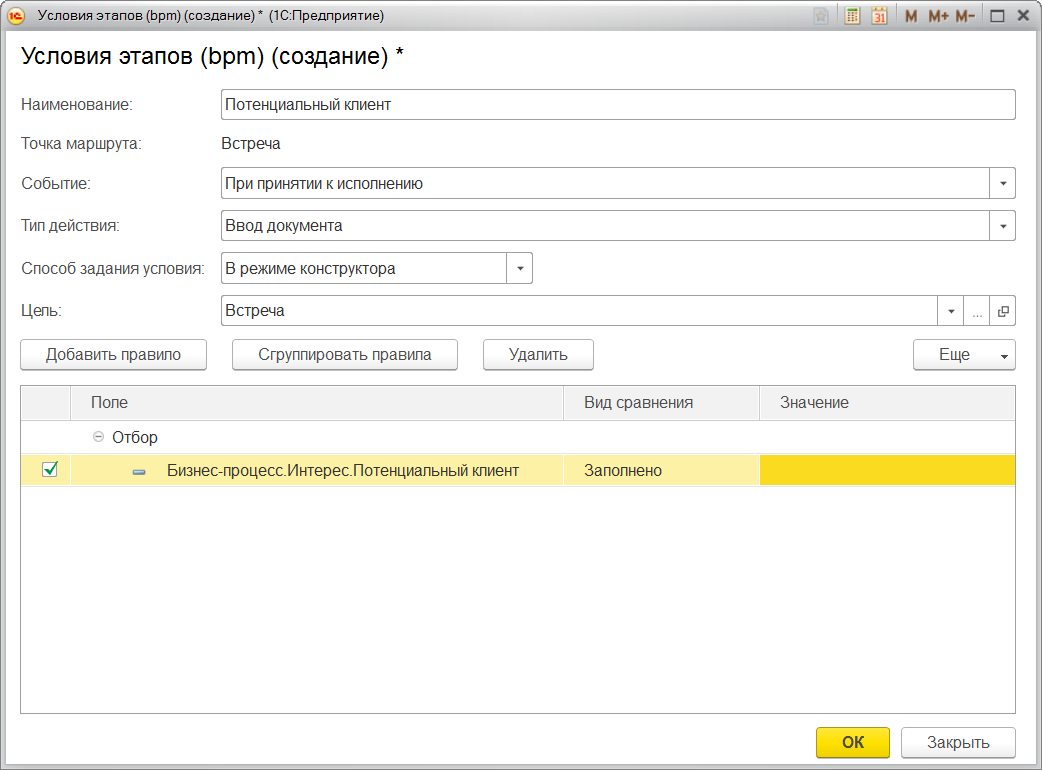 Условия этапов (bpm) (создание) * (1С:Предприятие)
31 M M+ M-
Условия этапов (bpm) (создание) *
Наименование: Потенциальный клиент
Точка маршрута: Встреча
Событие: При принятии к исполнению
Тип действия: Ввод документа
Способ задания условия: В режиме конструктора
Цель: Встреча ...
Добавить правило Сгруппировать правила Удалить Еще
Поле Вид сравнения Значение
Отбор
Бизнес-процесс.Интерес.Потенциальный клиент Заполнено
ОК Закрыть